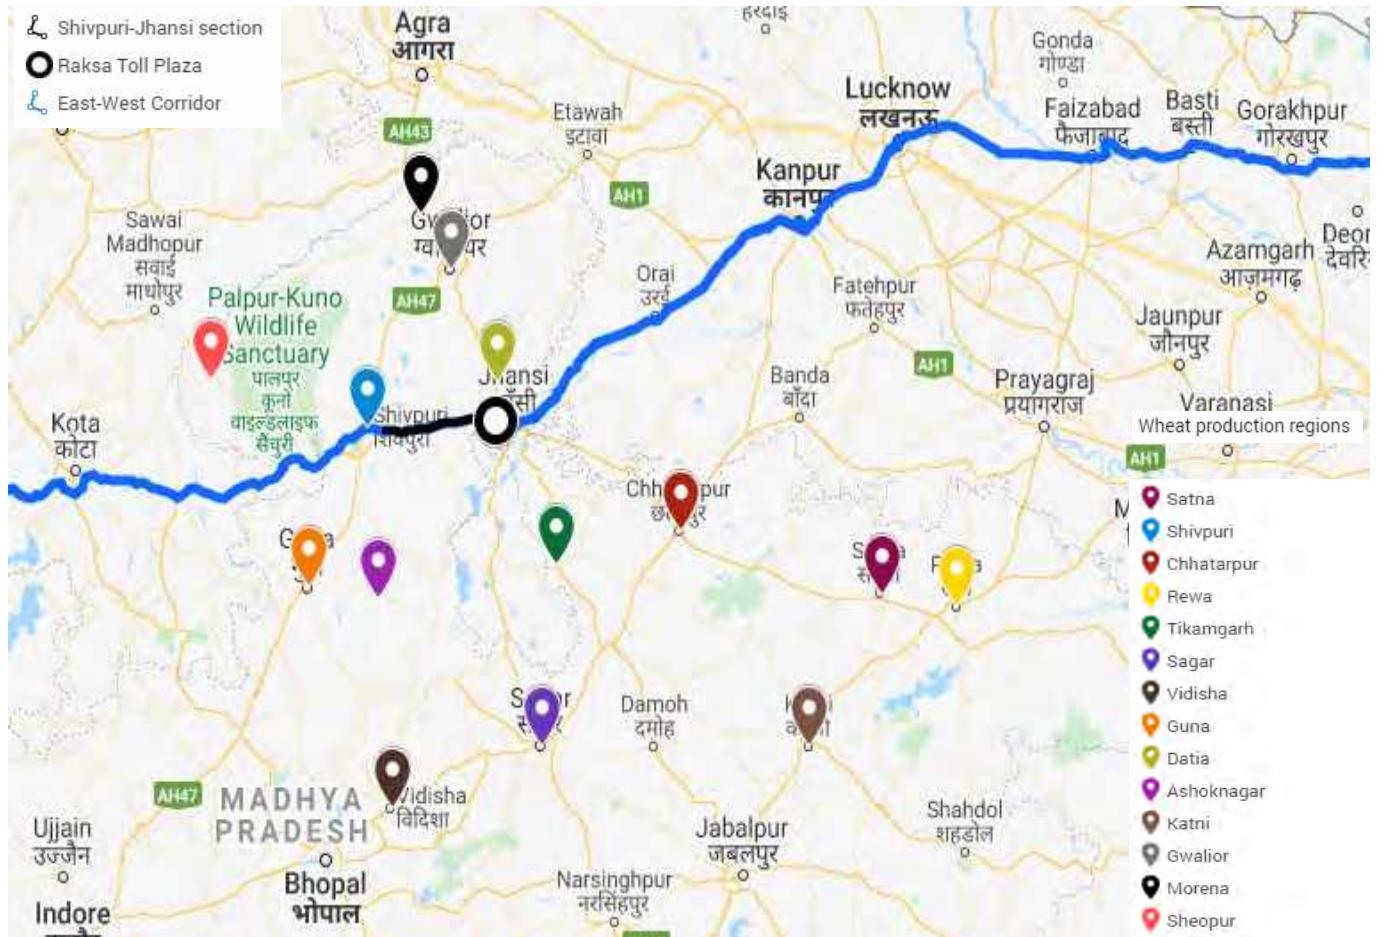 Shivpuri-Jhansi section
Raksa Toll Plaza
East-West Corridor
Agra
आगरा
हरदोई
Gonda
गोण्डा
Lucknow
लखनऊ
Faizabad
फैजाबाद
Basti
बस्ती
Gorakhpur
गोरखपुर
Etawah
इटावा
AH43
AH1
Kanpur
कानपुर
Sawai
Madhopur
सवाई
माधोपुर
Palpur-Kuno
Wildlife
Sanctuary
पालपुर
कूनो
वाइल्डलाइफ
सैंचुरी
AH47
Orai
उरई
Fatehpur
फतेहपुर
Azamgarh
आज़मगढ़
Jaunpur
जौनपुर
AH1
Jhansi
Banda
बाँदा
Prayagraj
प्रयागराज
Varanasi
Kota
कोटा
Shivpuri
शिवपुरी
AH1
Damoh
दमोह
Vidisha
विदिशा
AH47
MADHYA
PRADESH
Ujjain
उज्जैन
Bhopal
भोपाल
Indore
Jabalpur
जबलपुर
Shahdol
शहडोल
Narsinghpur
नरसिंहपुर
Wheat production regions
Satna
Shivpuri
Chhatarpur
Rewa
Tikamgarh
Sagar
Vidisha
Guna
Datia
Ashoknagar
Katni
Gwalior
Morena
Sheopur